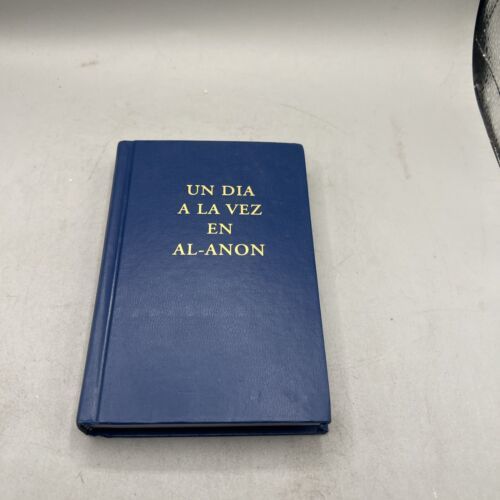 UN DIA
A LA VEZ
EN
AL-ANON